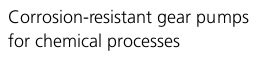 Corrosion-resistant gear pumps
for chemical processes